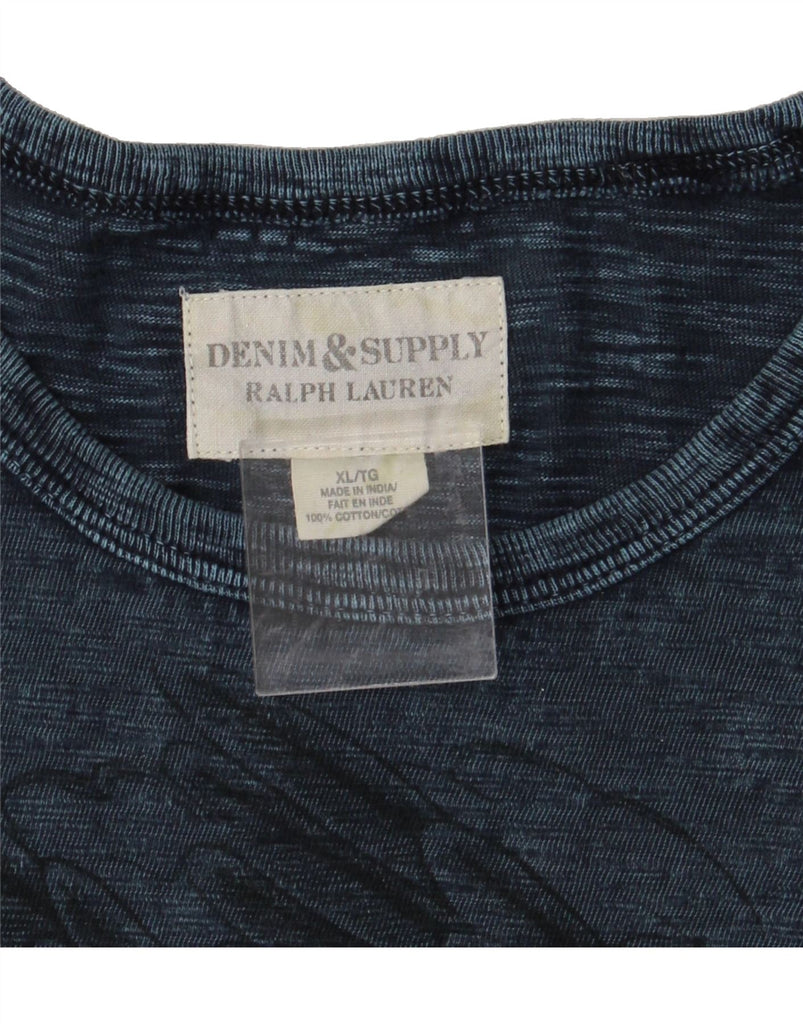 DENIM & SUPPLY
RALPH LAUREN
XL/TG
MADE IN INDIA/
FAIT EN INDE
100% COTTON/COT